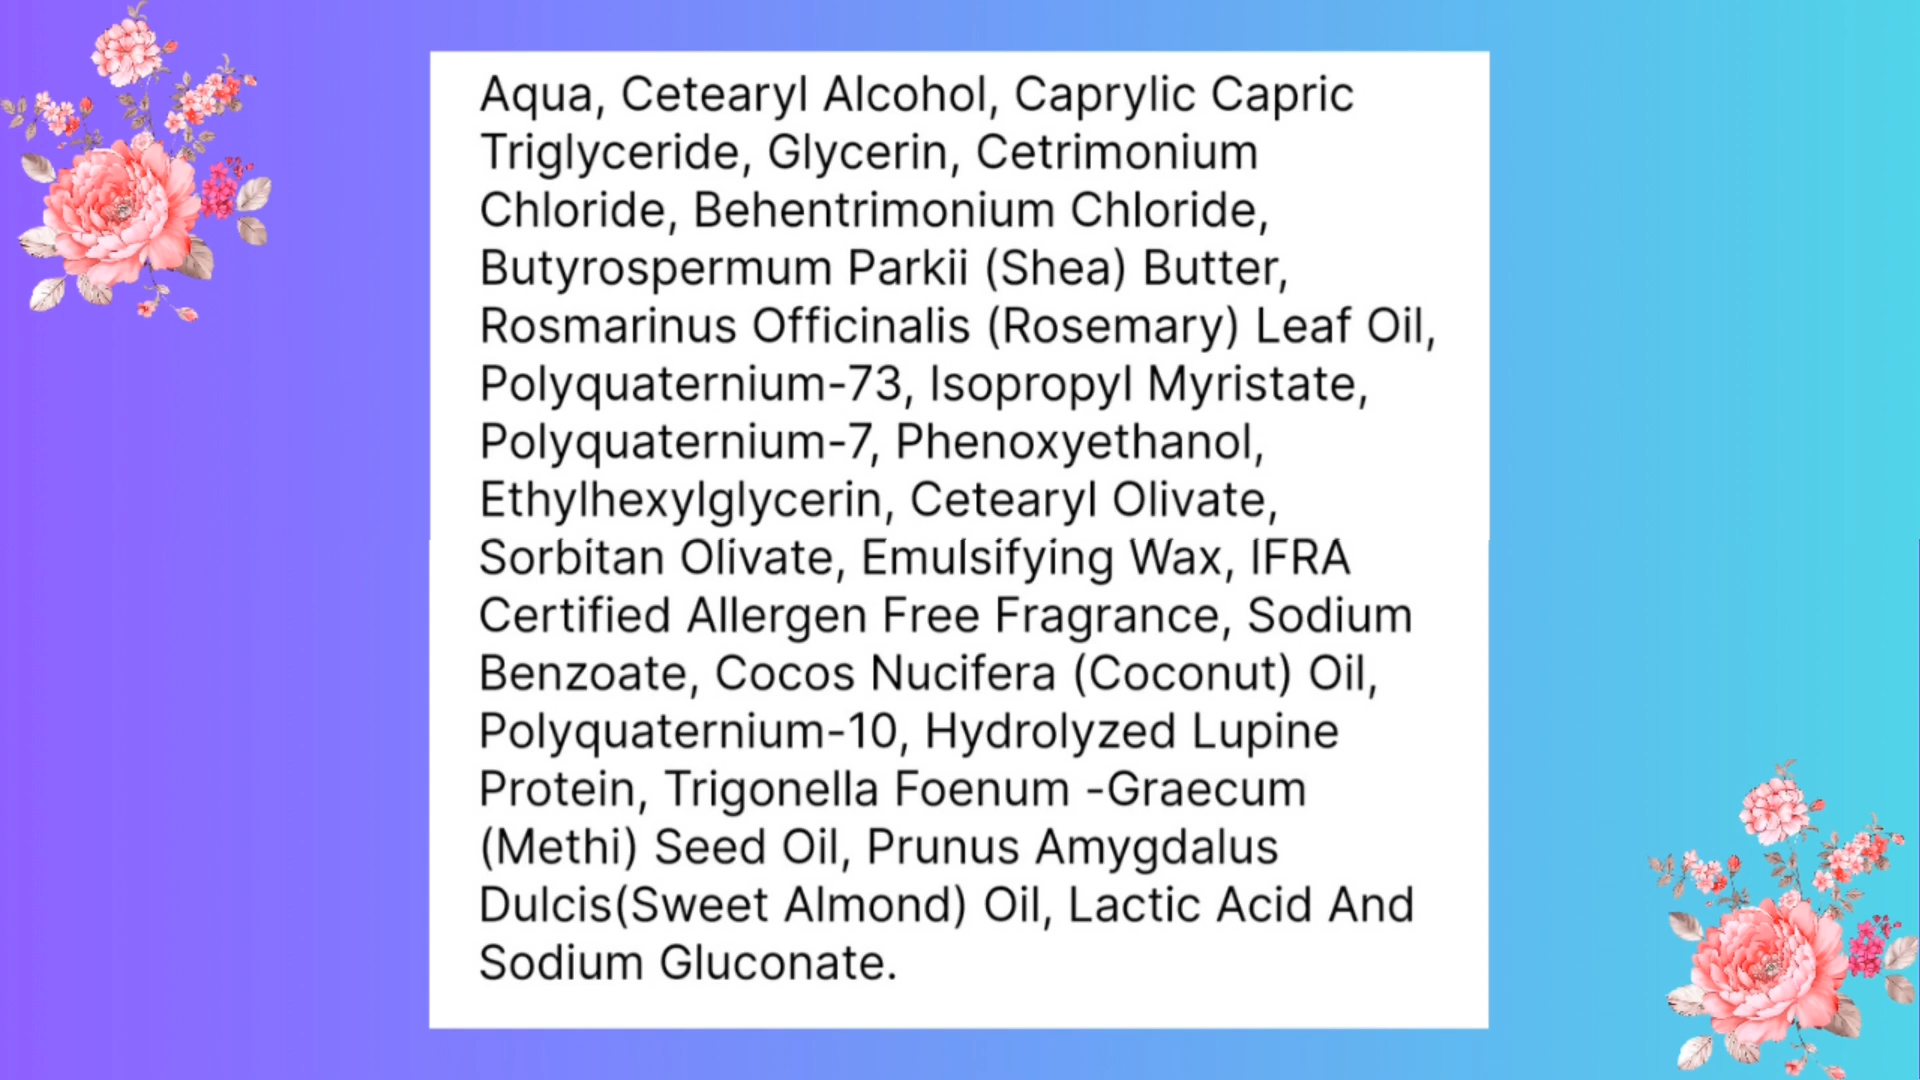 Aqua, Cetearyl Alcohol, Caprylic Capric
Triglyceride, Glycerin, Cetrimonium
Chloride, Behentrimonium Chloride,
Butyrospermum Parkii (Shea) Butter,
Rosmarinus Officinalis (Rosemary) Leaf Oil,
Polyquaternium-73, Isopropyl Myristate,
Polyquaternium-7, Phenoxyethanol,
Ethylhexylglycerin, Cetearyl Olivate,
Sorbitan Olivate, Emulsifying Wax, IFRA
Certified Allergen Free Fragrance, Sodium
Benzoate, Cocos Nucifera (Coconut) Oil,
Polyquaternium-10, Hydrolyzed Lupine
Protein, Trigonella Foenum -Graecum
(Methi) Seed Oil, Prunus Amygdalus
Dulcis(Sweet Almond) Oil, Lactic Acid And
Sodium Gluconate.